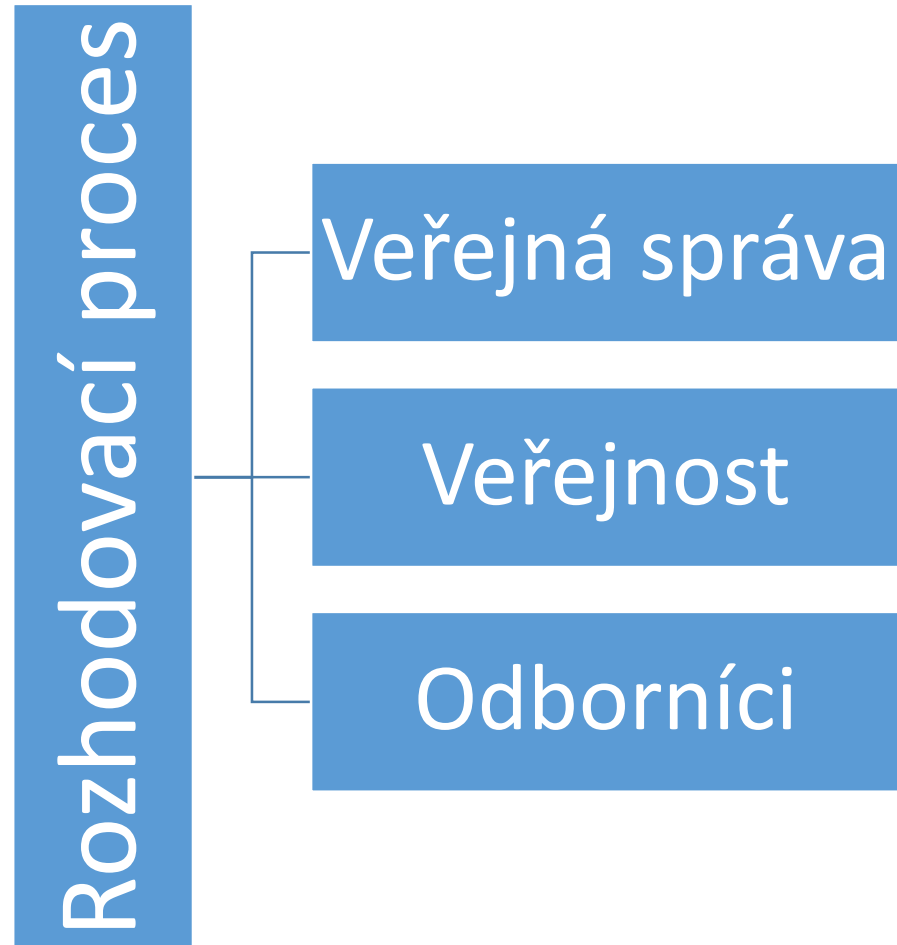 Rozhodovací proces
Veřejná správa
Veřejnost
Odborníci